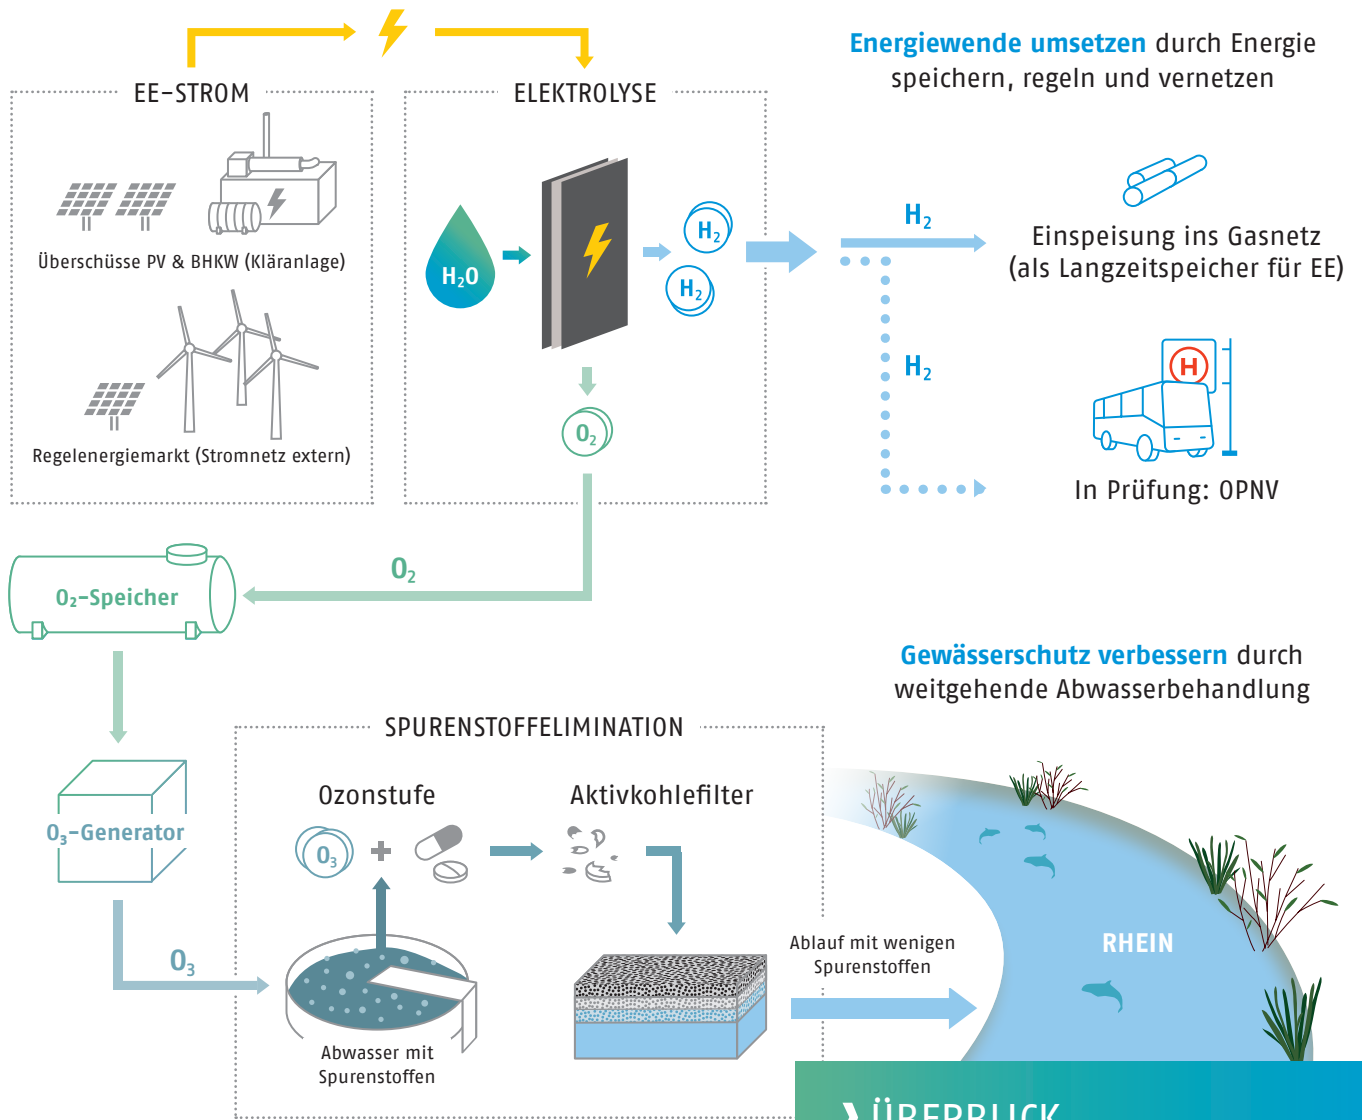 Energiewende umsetzen durch Energie
speichern, regeln und vernetzen
EE-STROM
ELEKTROLYSE
Überschüsse PV & BHKW (Kläranlage)
Regelenergiemarkt (Stromnetz extern)
H₂O
H₂
H₂
O₂
H₂
Einspeisung ins Gasnetz
(als Langzeitspeicher für EE)
H₂
H
In Prüfung: OPNV
O₂
O₂-Speicher
Gewässerschutz verbessern durch
weitgehende Abwasserbehandlung
O₃-Generator
O₃
SPURENSTOFFELIMINATION
Ozonstufe
Aktivkohlefilter
O₃
Abwasser mit
Spurenstoffen
Ablauf mit wenigen
Spurenstoffen
RHEIN
❯ ÜBERBLICK